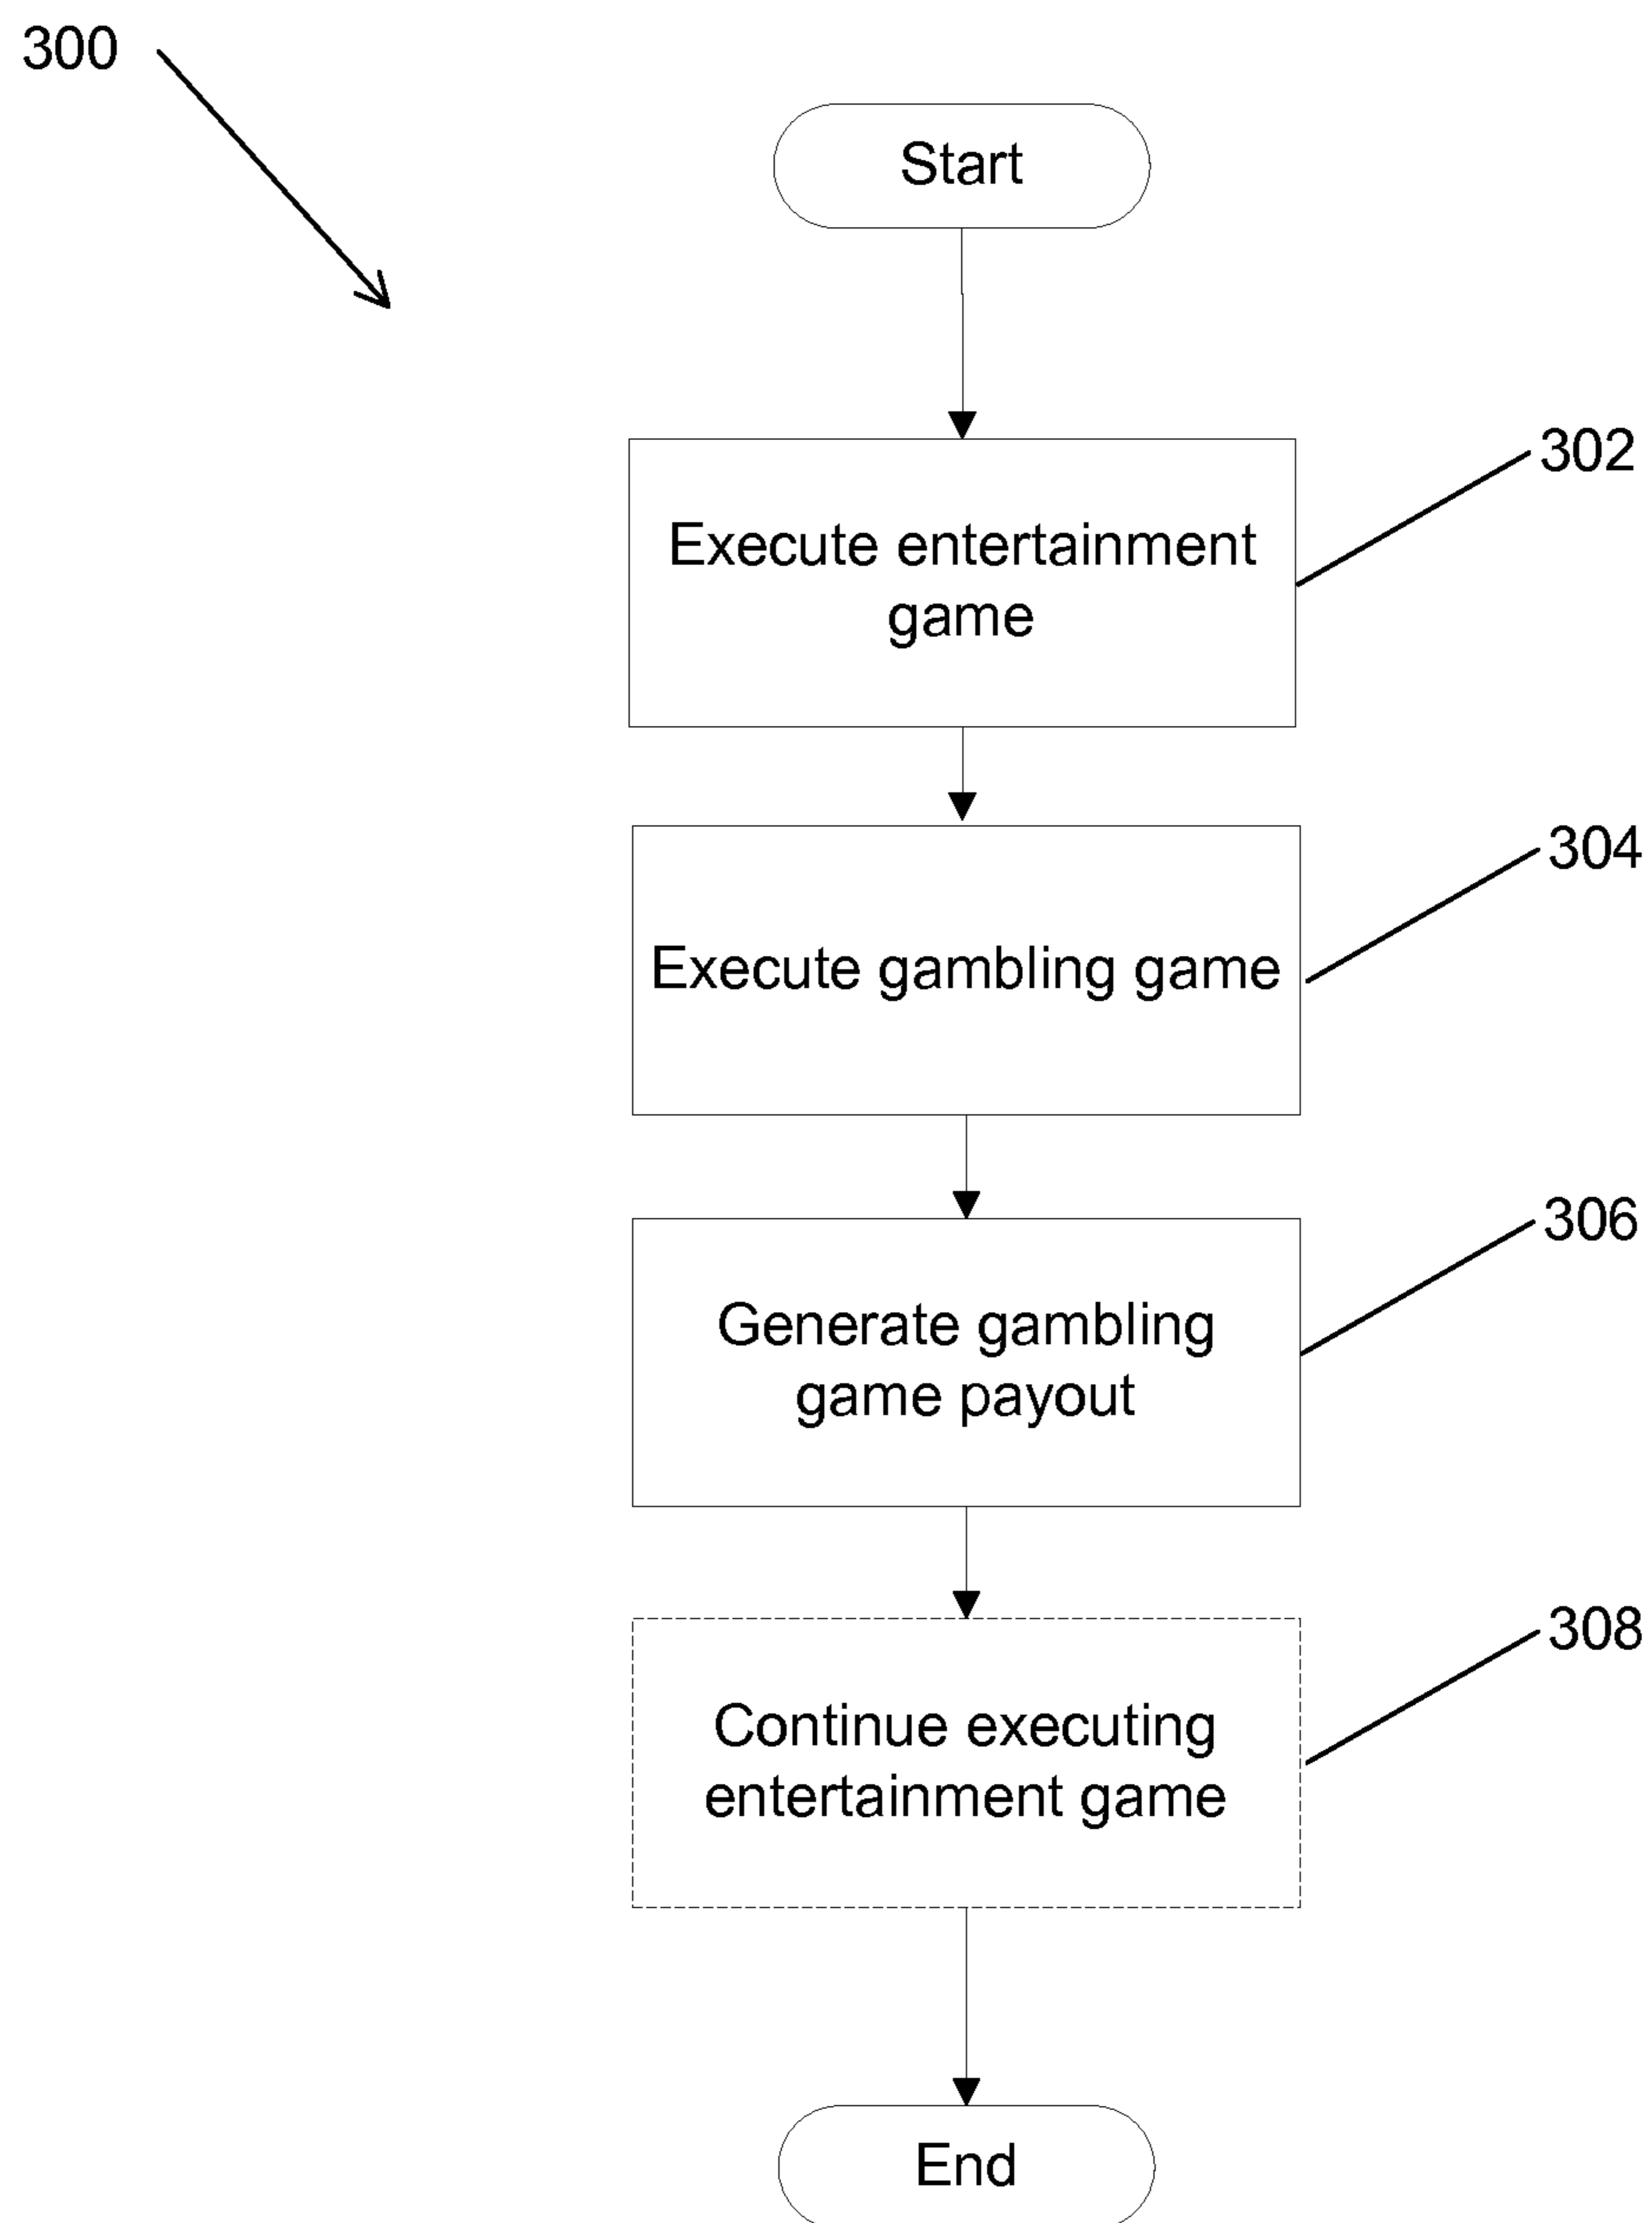 300
Start
302
Execute entertainment
game
304
Execute gambling game
306
Generate gambling
game payout
308
Continue executing
entertainment game
End